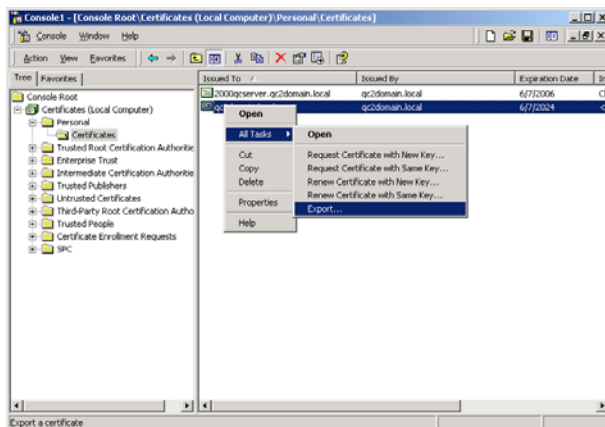 Console1 - [Console Root\Certificates (Local Computer)\Personal\Certificates]
Console Window Help
Action View Favorites
Tree Favorites
Issued To Issued By Expiration Date
Console Root
2000qcserver.qc2domain.local qc2domain.local 6/7/2006
Certificates (Local Computer)
qc2domain.local 6/7/2024
Personal
Certificates
Trusted Root Certification Authoritie
Enterprise Trust
Intermediate Certification Authoritie
Trusted Publishers
Untrusted Certificates
Third-Party Root Certification Autho
Trusted People
Certificate Enrollment Requests
SPC
Open
All Tasks
Cut
Copy
Delete
Properties
Help
Open
Request Certificate with New Key...
Request Certificate with Same Key...
Renew Certificate with New Key...
Renew Certificate with Same Key...
Export...
Export a certificate